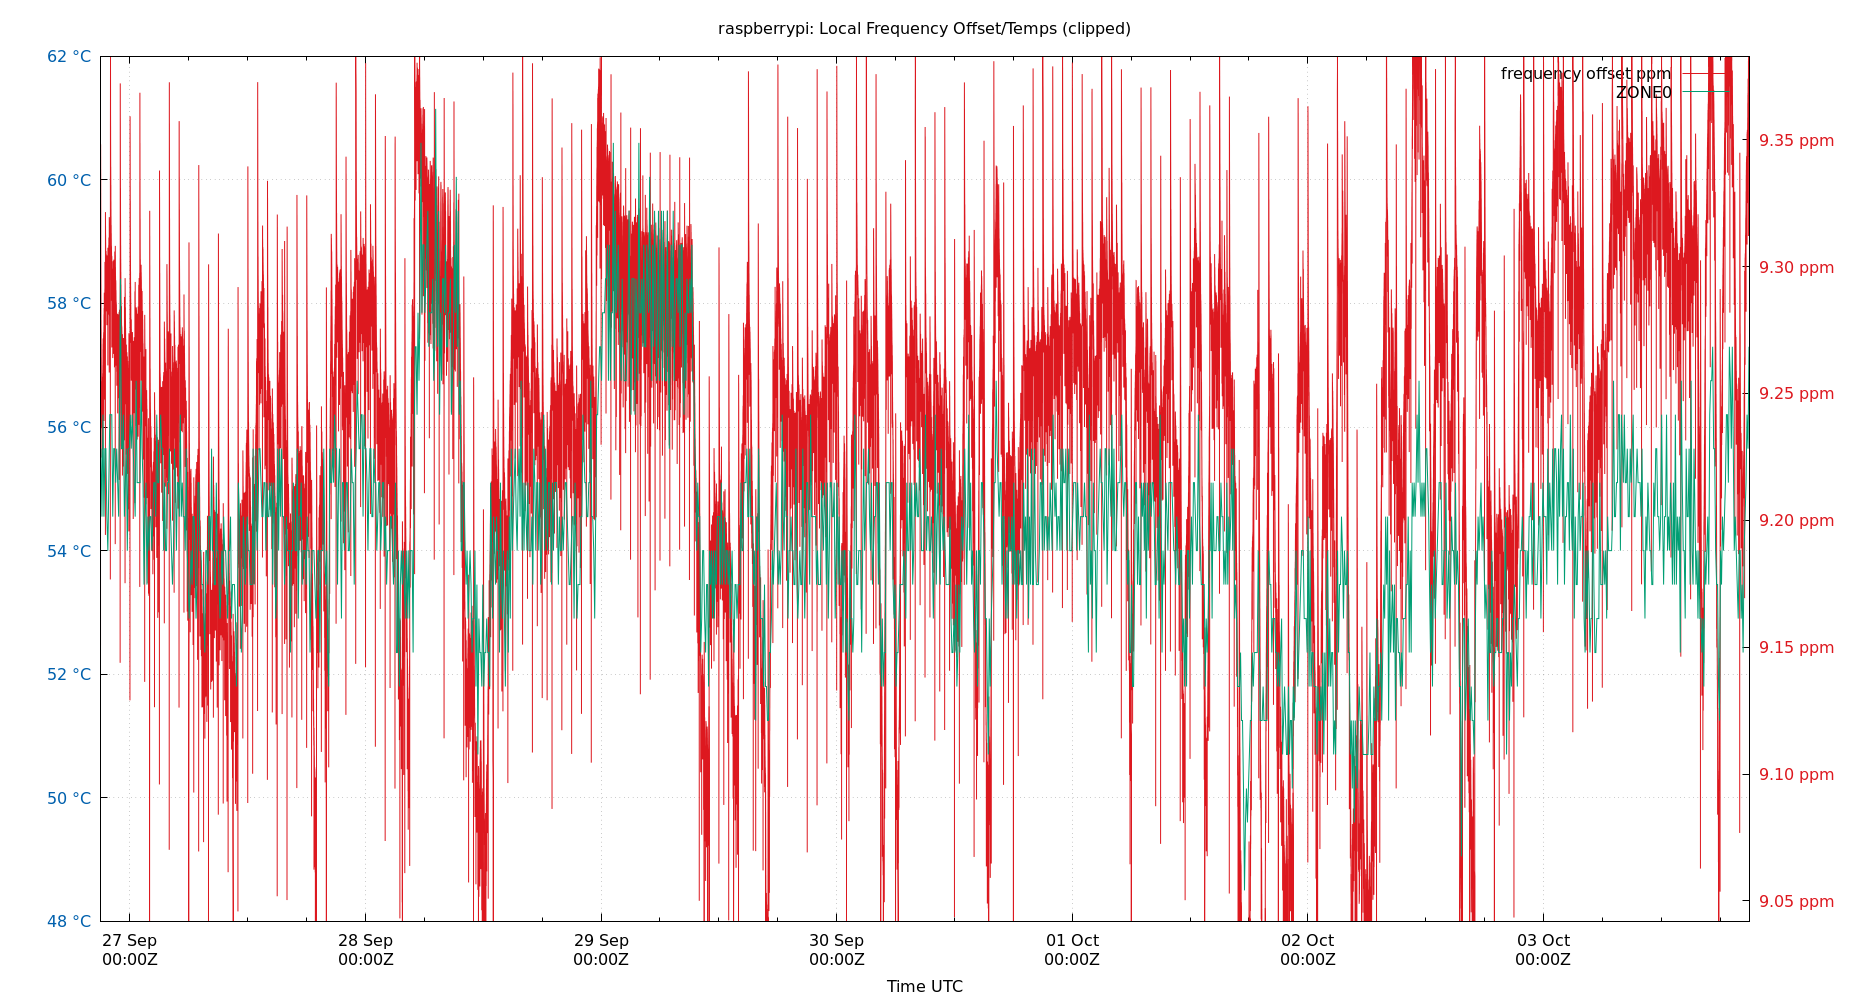 raspberrypi: Local Frequency Offset/Temps (clipped)
62 °C
60 °C
58 °C
56 °C
54 °C
52 °C
50 °C
48 °C
frequency offset ppm
ZONE0
9.35 ppm
9.30 ppm
9.25 ppm
9.20 ppm
9.15 ppm
9.10 ppm
9.05 ppm
27 Sep 28 Sep 29 Sep 30 Sep 01 Oct 02 Oct 03 Oct
00:00Z 00:00Z 00:00Z 00:00Z 00:00Z 00:00Z 00:00Z
Time UTC